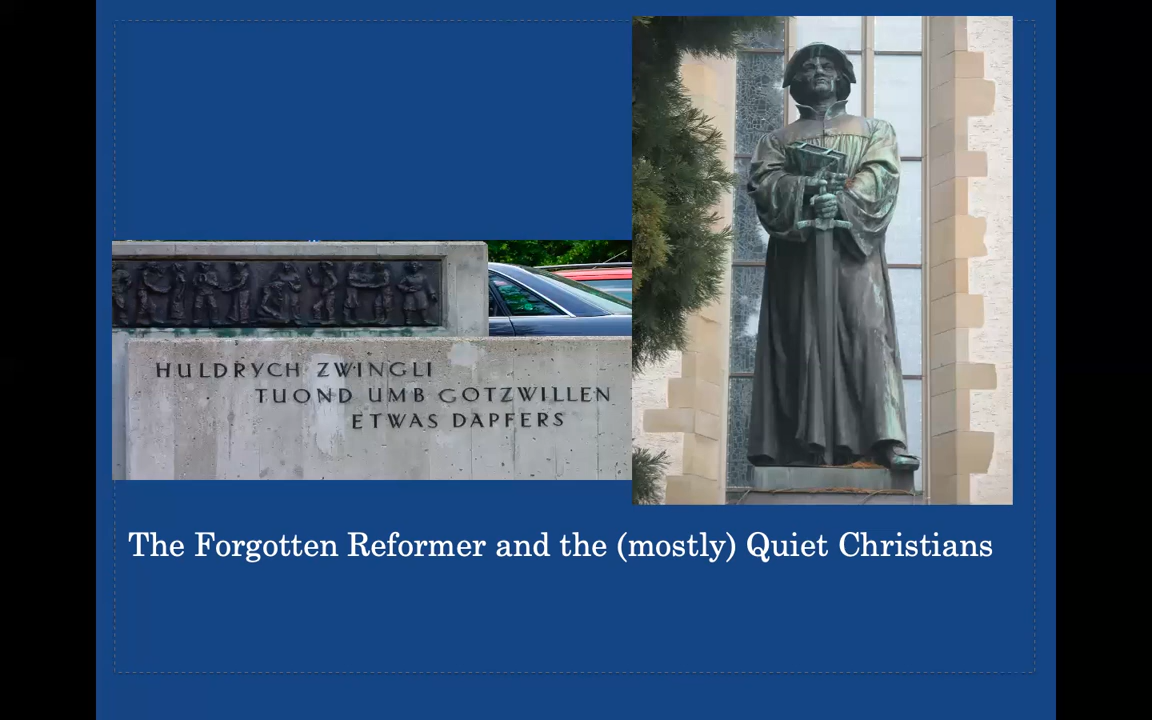 HULDRYCH ZWINGLI
TUOND UMB GOTZWILLEN
ETWAS DAPFERS
The Forgotten Reformer and the (mostly) Quiet Christians